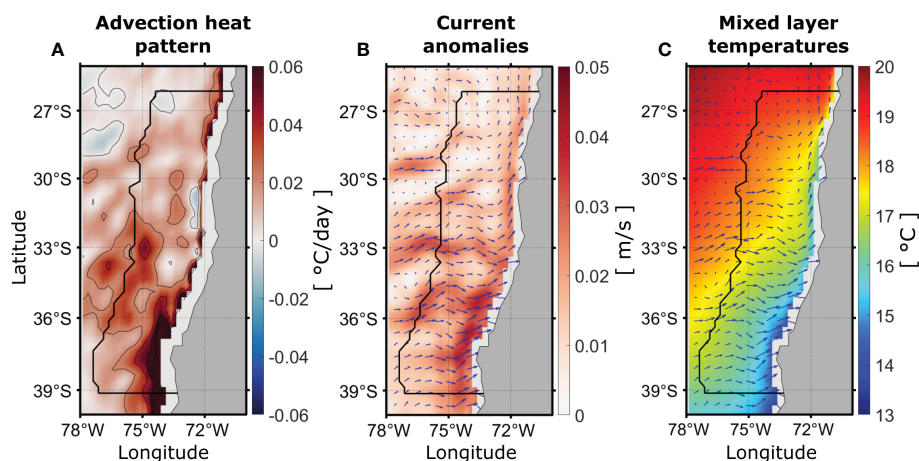 Advection heat
pattern
A
0.06
0.04
0.02
0
-0.02
-0.04
-0.06
[ °C/day ]
27°S
30°S
33°S
36°S
39°S
Latitude
78°W 75°W 72°W
Longitude
Current
anomalies
B
0.05
0.04
0.03
0.02
0.01
0
[ m/s ]
27°S
30°S
33°S
36°S
39°S
78°W 75°W 72°W
Longitude
Mixed layer
temperatures
C
20
19
18
17
16
15
14
13
[ °C ]
27°S
30°S
33°S
36°S
39°S
78°W 75°W 72°W
Longitude